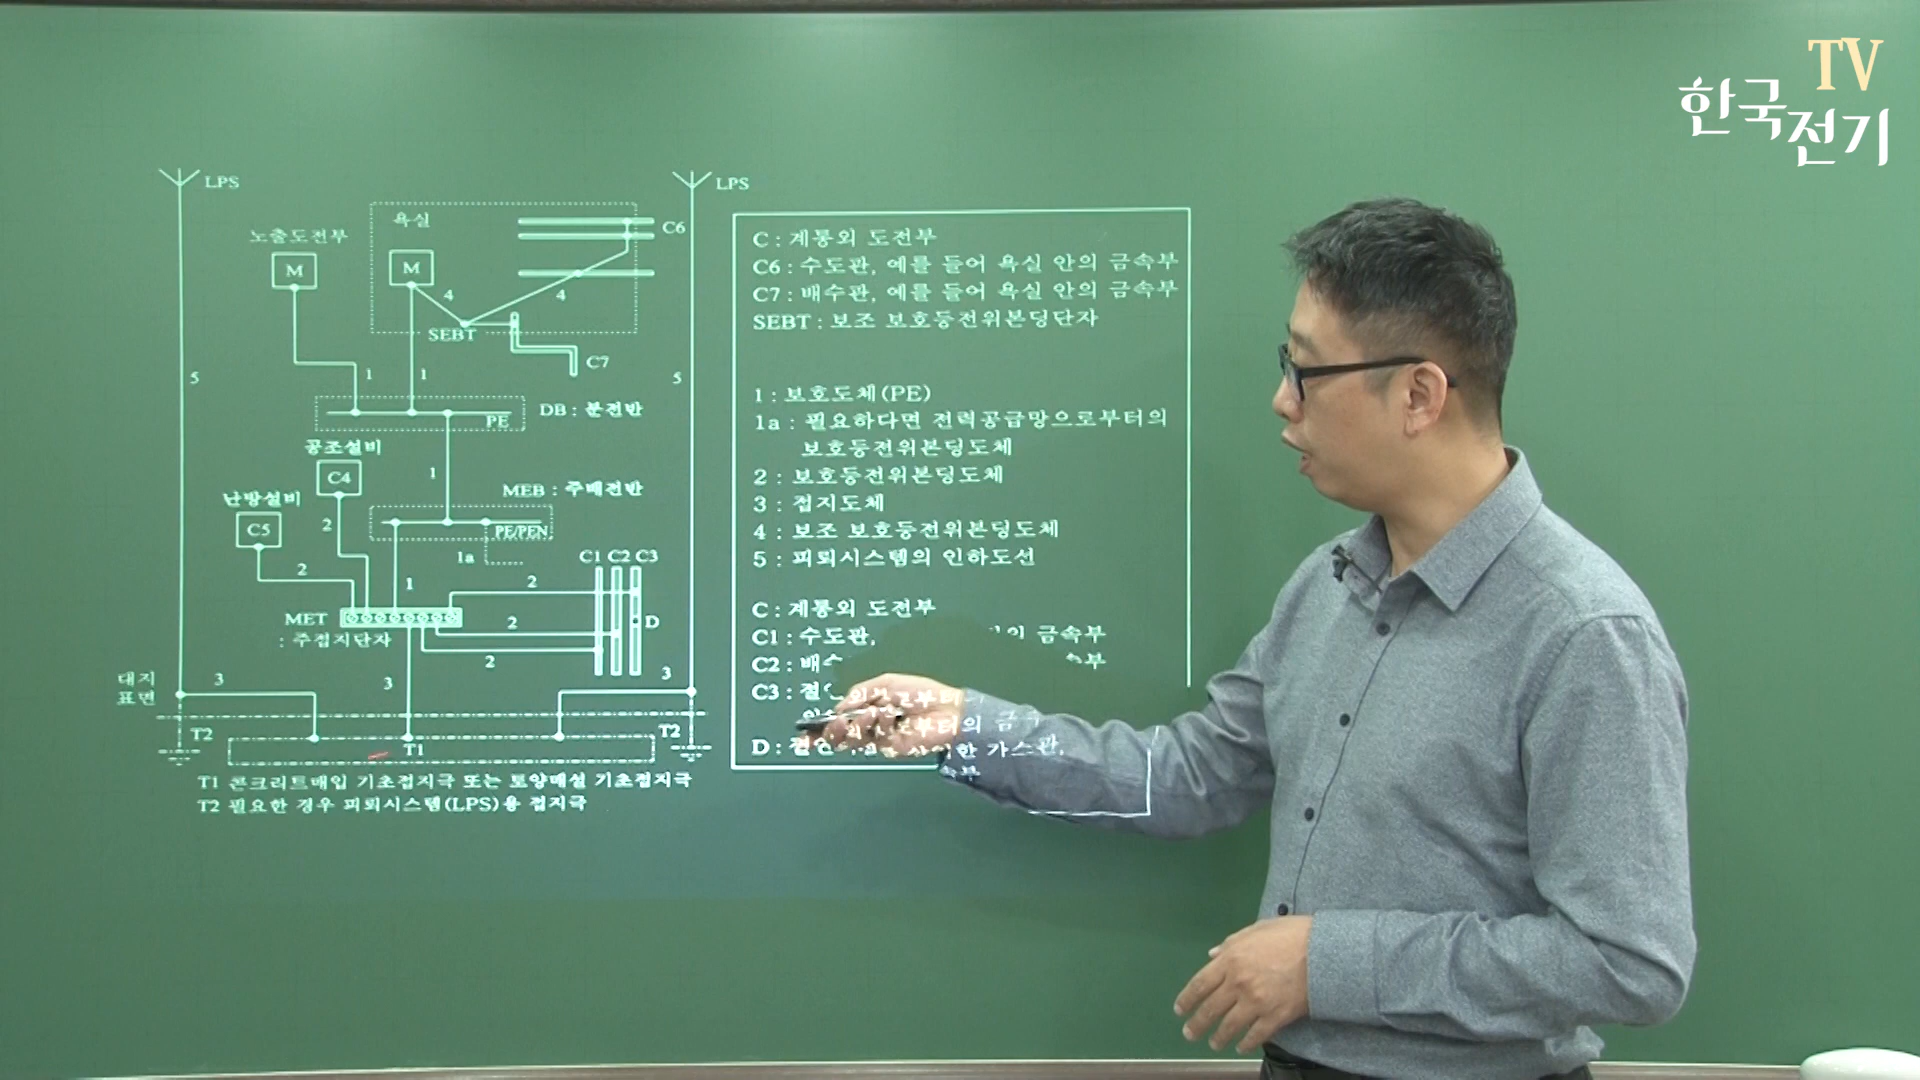 TV
한국
전기
LPS
LPS
욕실
노출도전부
M
M
C6
4
4
SEBT
C7
5
5
1
1
DB : 분전반
PE
공조설비
C4
1
MEB : 주배전반
난방설비
C5
2
PE/PEN
1a
C1 C2 C3
2
1
2
MET
: 주접지단자
2
D
2
대지
표면
3
3
3
T2
T2
T1
T1 콘크리트매입 기초접지극 또는 토양매설 기초접지극
T2 필요한 경우 피뢰시스템(LPS)용 접지극
C : 계통외 도전부
C6 : 수도관, 예를 들어 욕실 안의 금속부
C7 : 배수관, 예를 들어 욕실 안의 금속부
SEBT : 보조 보호등전위본딩단자
1 : 보호도체(PE)
1a : 필요하다면 전력공급망으로부터의
보호등전위본딩도체
2 : 보호등전위본딩도체
3 : 접지도체
4 : 보조 보호등전위본딩도체
5 : 피뢰시스템의 인하도선
C : 계통외 도전부
C1 : 수도관, 금속부
C2 :
C3 :
D :